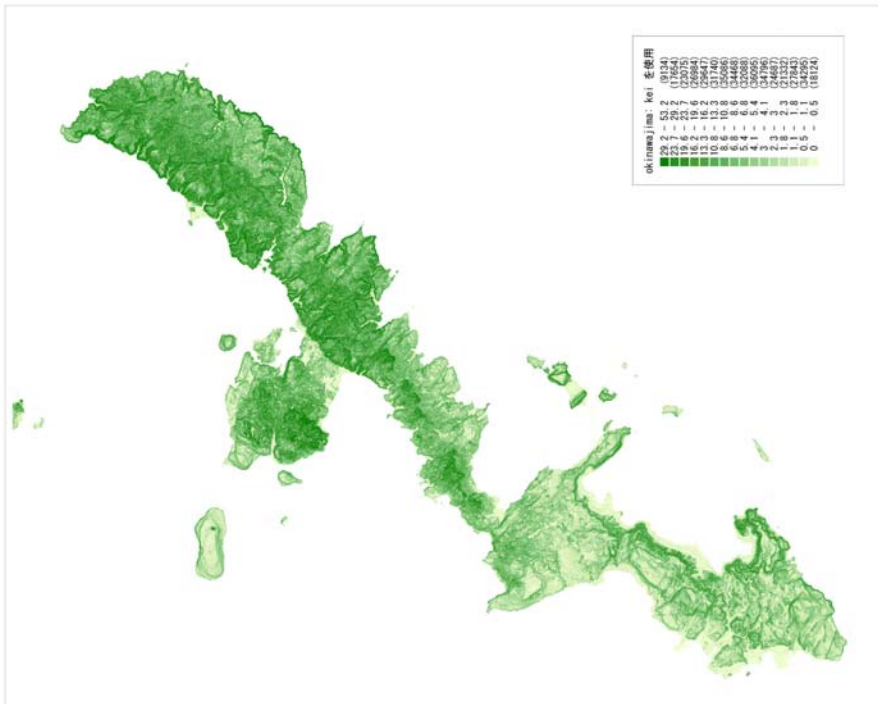 okinawajima: kei を使用
29.2 - 53.2 (9134)
23.7 - 29.2 (17654)
19.6 - 23.7 (23075)
16.2 - 19.6 (26984)
13.3 - 16.2 (29647)
10.8 - 13.3 (31740)
8.6 - 10.8 (35086)
6.8 - 8.6 (34468)
5.4 - 6.8 (32088)
4.1 - 5.4 (36095)
3 - 4.1 (34796)
2.3 - 3 (24687)
1.8 - 2.3 (21332)
1.1 - 1.8 (27843)
0.5 - 1.1 (34295)
0 - 0.5 (18124)